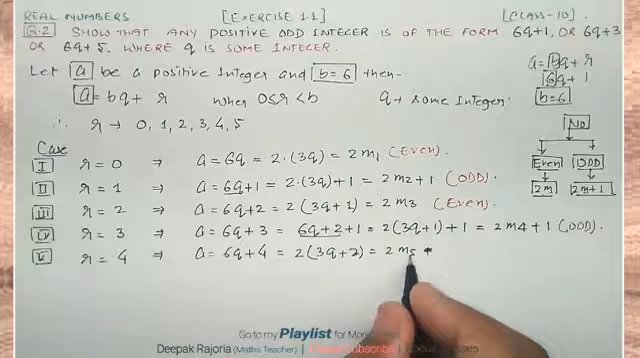 REAL NUMBERS [EXERCISE 1.1] [CLASS-10]
Q.2 SHOW THAT ANY POSITIVE ODD INTEGER IS OF THE FORM 6q+1, OR 6q+3
OR 6q+5. WHERE q IS SOME INTEGER.
Let a be a positive Integer and b=6 then-
a = bq + r when 0≤r<b q → some Integer.
a = bq + r
6q + 1
b=6
∴ r → 0, 1, 2, 3, 4, 5
No
Even ODD
2m 2m+1
Case
I r = 0 ⇒ a = 6q = 2·(3q) = 2m1 (Even).
II r = 1 ⇒ a = 6q+1 = 2·(3q)+1 = 2m2+1 (ODD).
III r = 2 ⇒ a = 6q+2 = 2(3q+1) = 2m3 (Even).
IV r = 3 ⇒ a = 6q+3 = 6q+2+1 = 2(3q+1)+1 = 2m4+1 (ODD).
V r = 4 ⇒ a = 6q+4 = 2(3q+2) = 2m5
Go to my Playlist for
Deepak Rajoria (Maths Teacher) | Subscribe